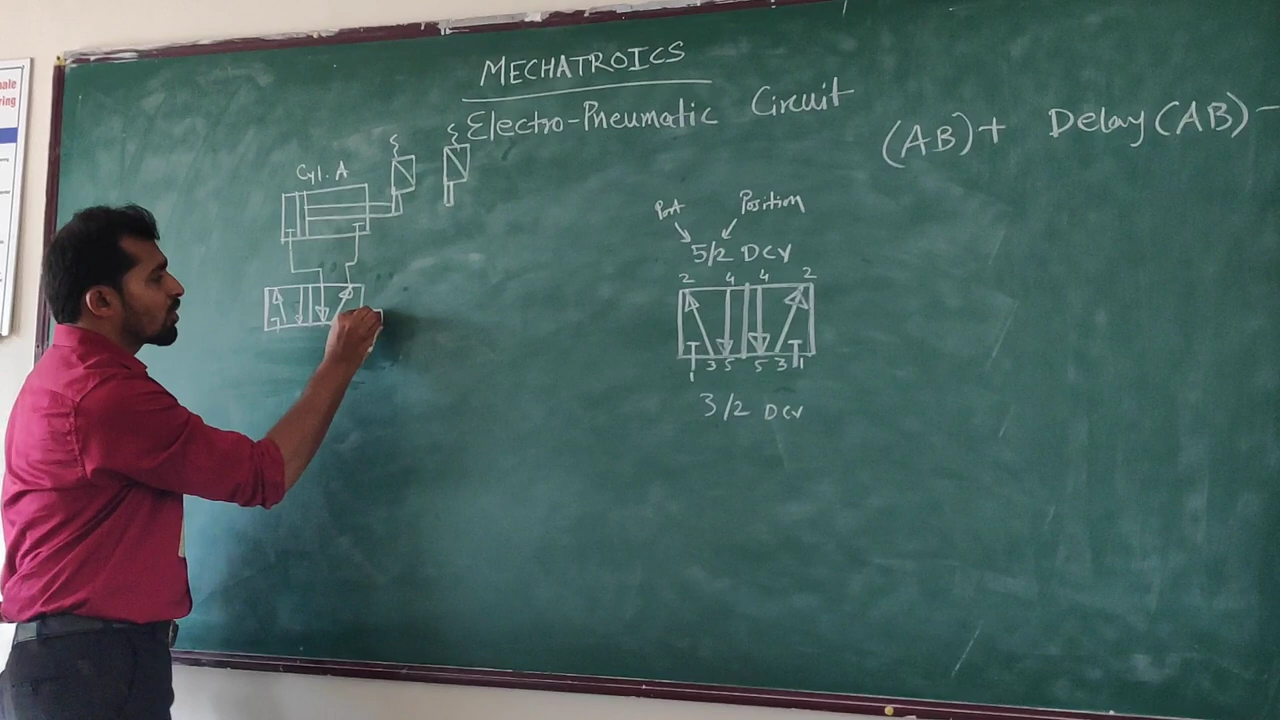 MECHATROICS
Electro-Pneumatic Circuit
(AB)+ Delay (AB)-
Cyl. A
Port Position
5/2 DCV
2 4 4 2
1 3 5 5 3 1
3/2 DCV